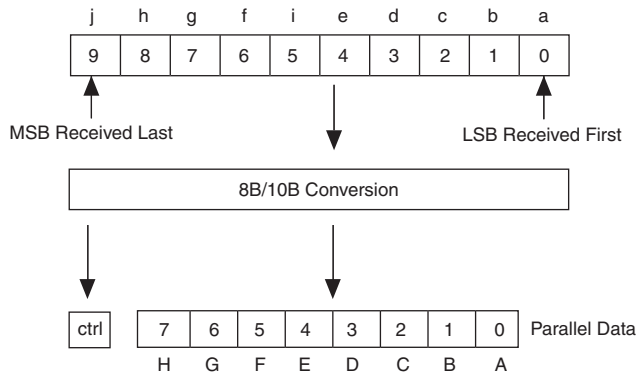 j h g f i e d c b a
9 8 7 6 5 4 3 2 1 0
MSB Received Last LSB Received First
8B/10B Conversion
ctrl 7 6 5 4 3 2 1 0 Parallel Data
H G F E D C B A